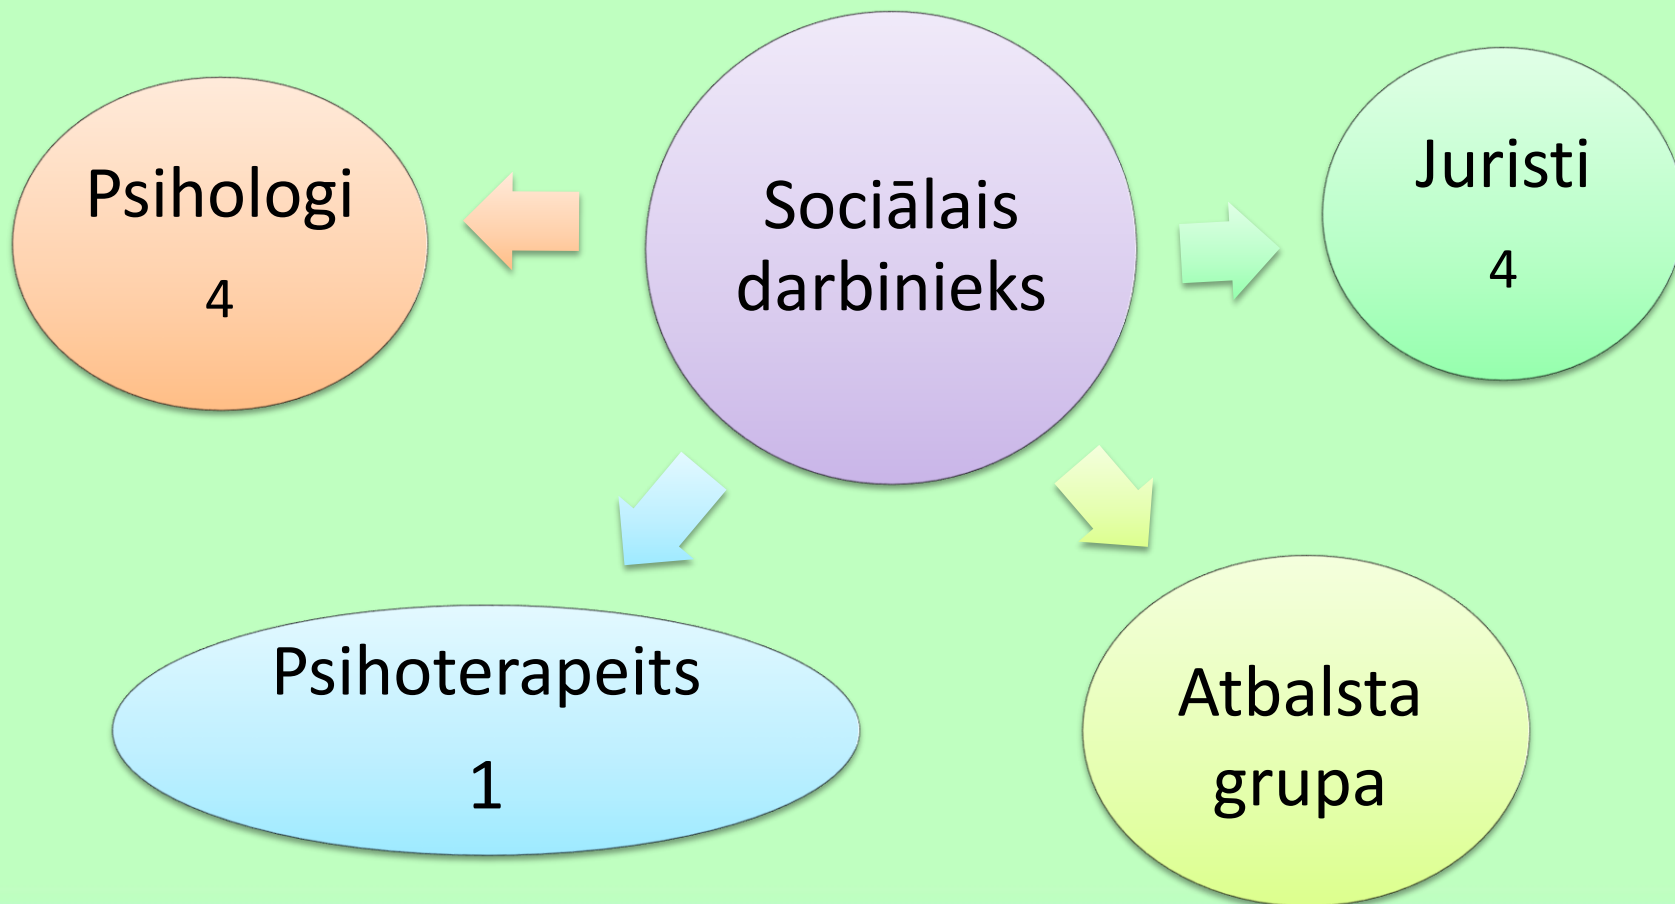 Psihologi
4
Sociālais
darbinieks
Juristi
4
Psihoterapeits
1
Atbalsta
grupa